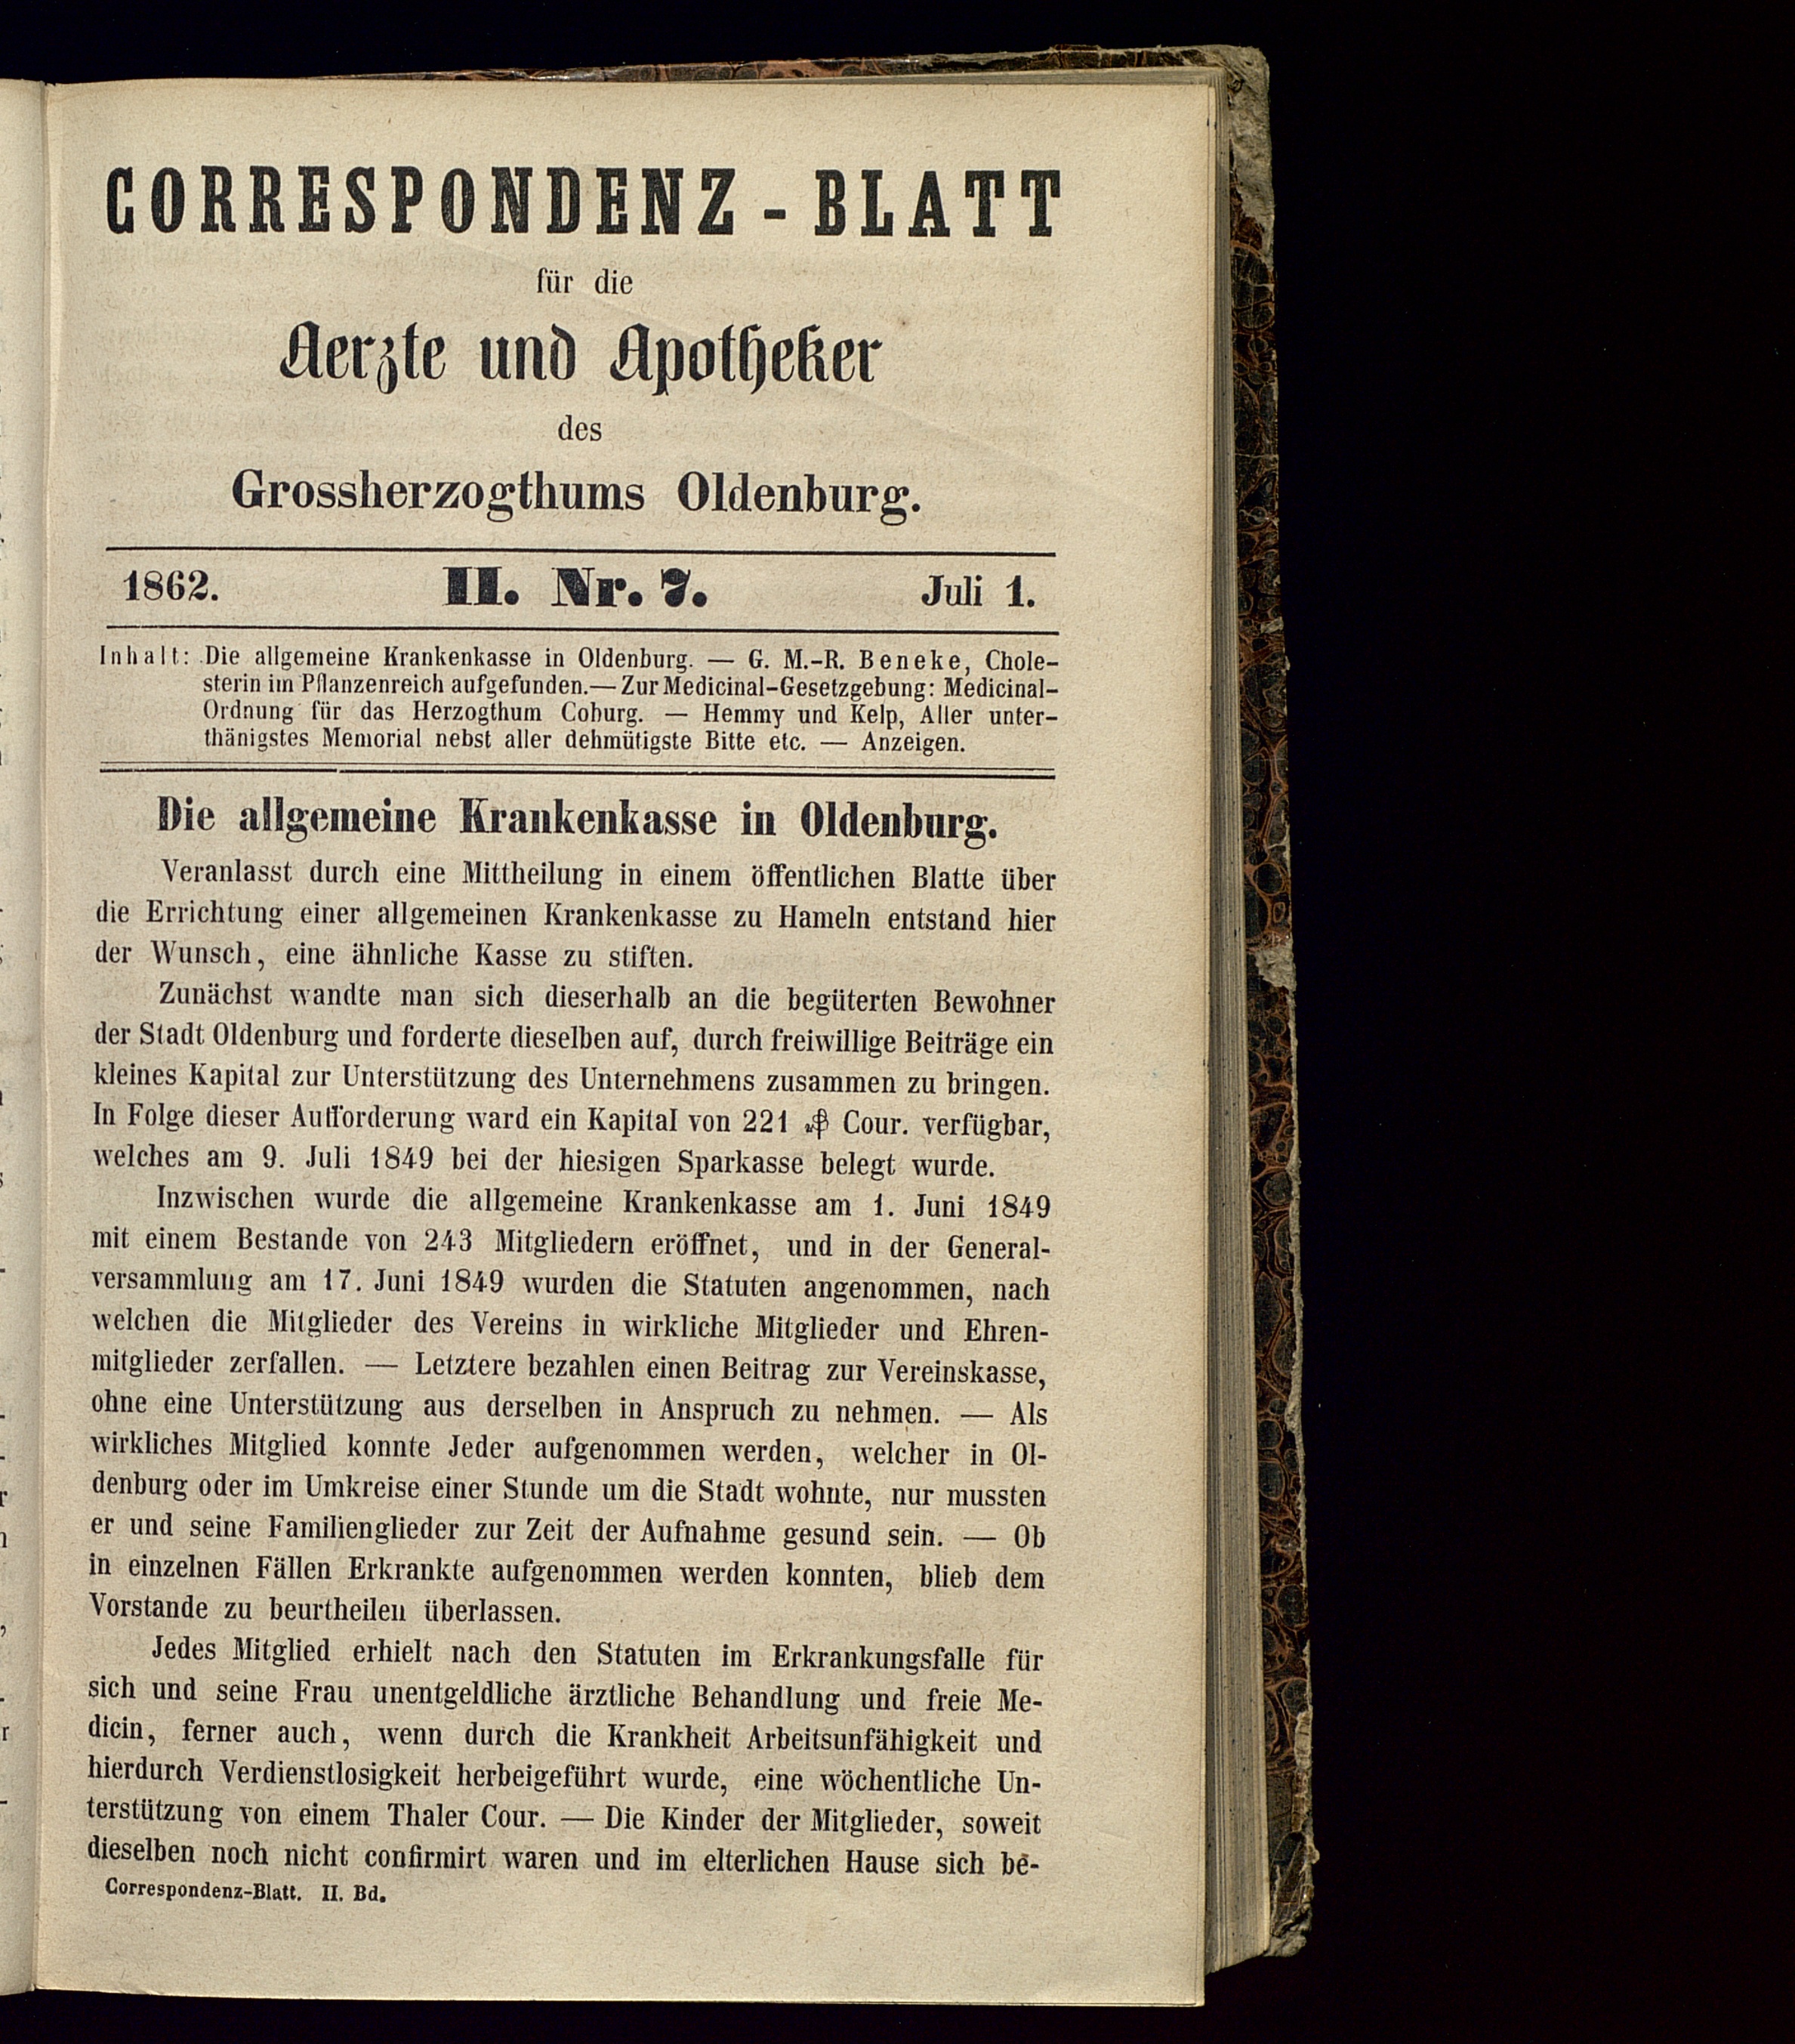 CORRESPONDENZ - BLATT
für die
Aerzte und Apotheker
des
Grossherzogthums Oldenburg.
1862. II. Nr. 7. Juli 1.
Inhalt: Die allgemeine Krankenkasse in Oldenburg. — G. M.-R. Beneke, Chole-
sterin im Pflanzenreich aufgefunden. — Zur Medicinal-Gesetzgebung: Medicinal-
Ordnung für das Herzogthum Coburg. — Hemmy und Kelp, Aller unter-
thänigstes Memorial nebst aller dehmütigste Bitte etc. — Anzeigen.
Die allgemeine Krankenkasse in Oldenburg.
Veranlasst durch eine Mittheilung in einem öffentlichen Blatte über
die Errichtung einer allgemeinen Krankenkasse zu Hameln entstand hier
der Wunsch, eine ähnliche Kasse zu stiften.
Zunächst wandte man sich dieserhalb an die begüterten Bewohner
der Stadt Oldenburg und forderte dieselben auf, durch freiwillige Beiträge ein
kleines Kapital zur Unterstützung des Unternehmens zusammen zu bringen.
In Folge dieser Aufforderung ward ein Kapital von 221 Cour. verfügbar,
welches am 9. Juli 1849 bei der hiesigen Sparkasse belegt wurde.
Inzwischen wurde die allgemeine Krankenkasse am 1. Juni 1849
mit einem Bestande von 243 Mitgliedern eröffnet, und in der General-
versammlung am 17. Juni 1849 wurden die Statuten angenommen, nach
welchen die Mitglieder des Vereins in wirkliche Mitglieder und Ehren-
mitglieder zerfallen. — Letztere bezahlen einen Beitrag zur Vereinskasse,
ohne eine Unterstützung aus derselben in Anspruch zu nehmen. — Als
wirkliches Mitglied konnte Jeder aufgenommen werden, welcher in Ol-
denburg oder im Umkreise einer Stunde um die Stadt wohnte, nur mussten
er und seine Familienglieder zur Zeit der Aufnahme gesund sein. — Ob
in einzelnen Fällen Erkrankte aufgenommen werden konnten, blieb dem
Vorstande zu beurtheilen überlassen.
Jedes Mitglied erhielt nach den Statuten im Erkrankungsfalle für
sich und seine Frau unentgeldliche ärztliche Behandlung und freie Me-
dicin, ferner auch, wenn durch die Krankheit Arbeitsunfähigkeit und
hierdurch Verdienstlosigkeit herbeigeführt wurde, eine wöchentliche Un-
terstützung von einem Thaler Cour. — Die Kinder der Mitglieder, soweit
dieselben noch nicht confirmirt waren und im elterlichen Hause sich be-
Correspondenz-Blatt. II. Bd.